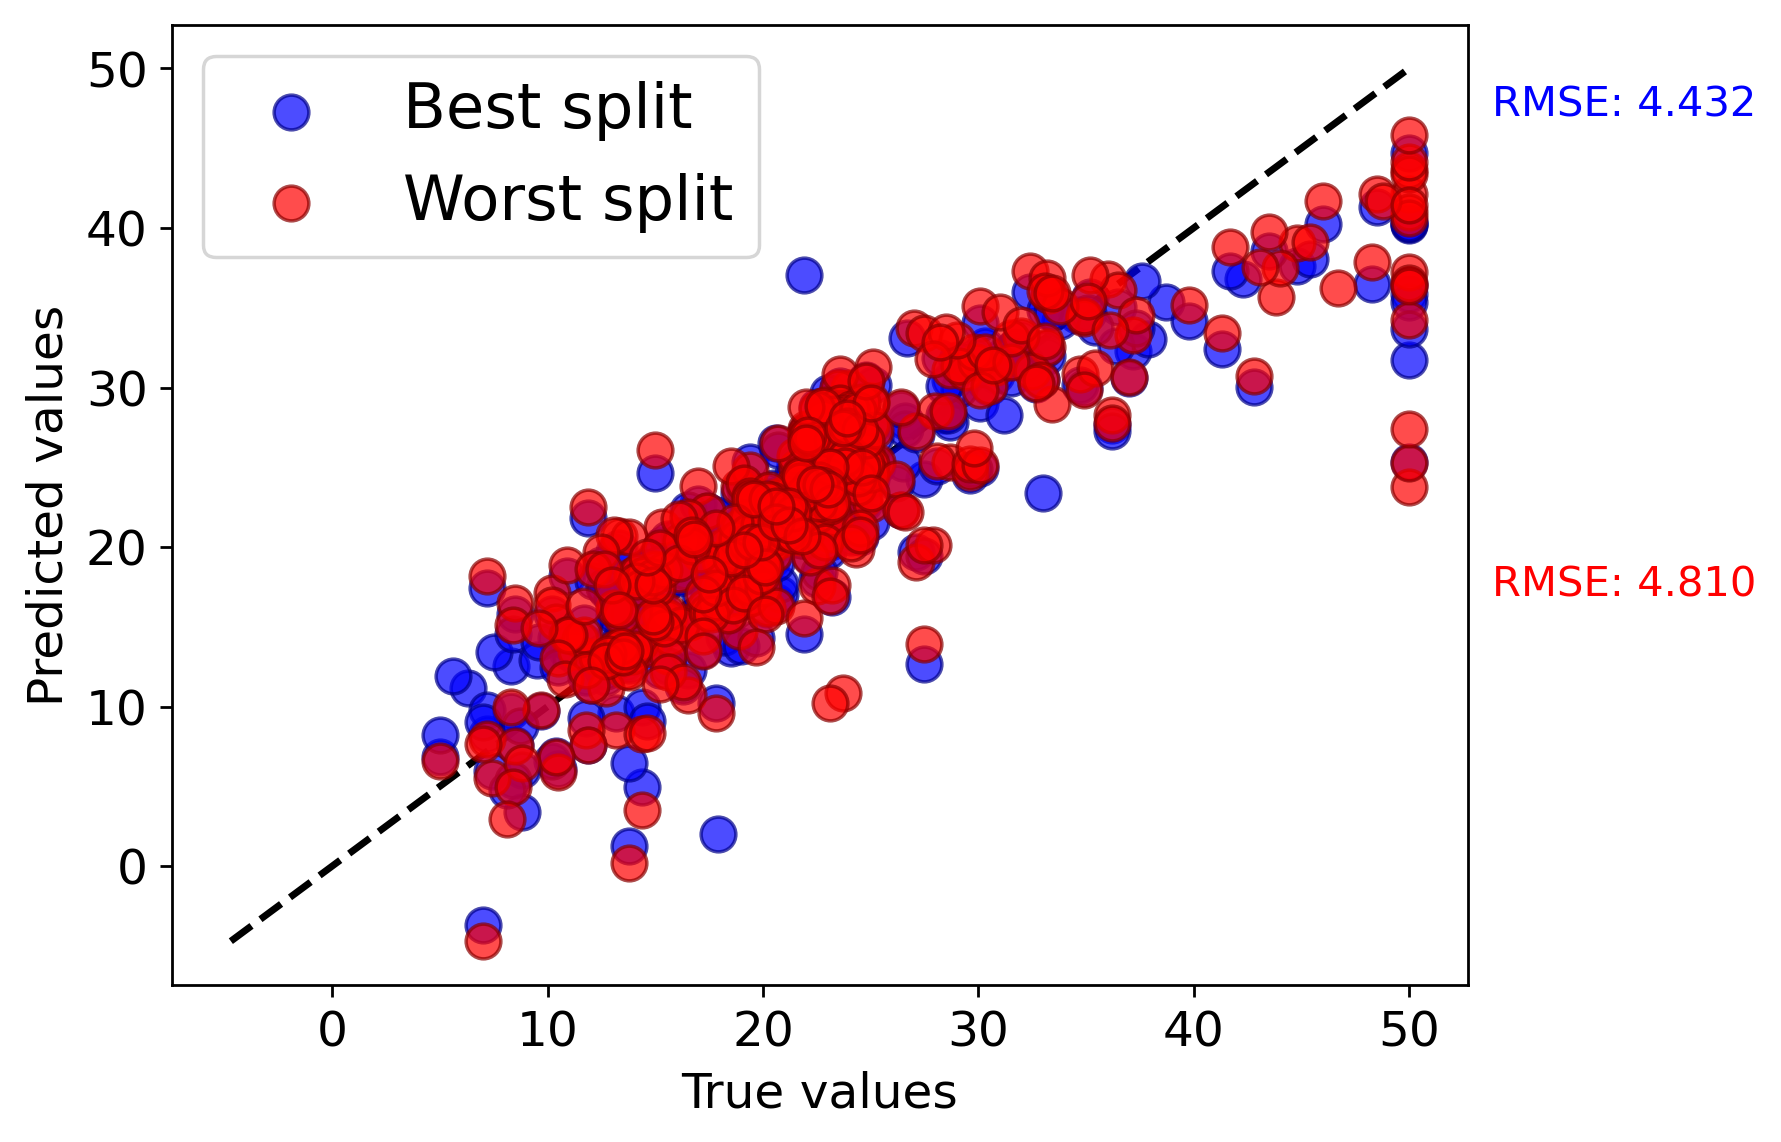 Best split
Worst split
RMSE: 4.432
RMSE: 4.810
Predicted values
50
40
30
20
10
0
0 10 20 30 40 50
True values